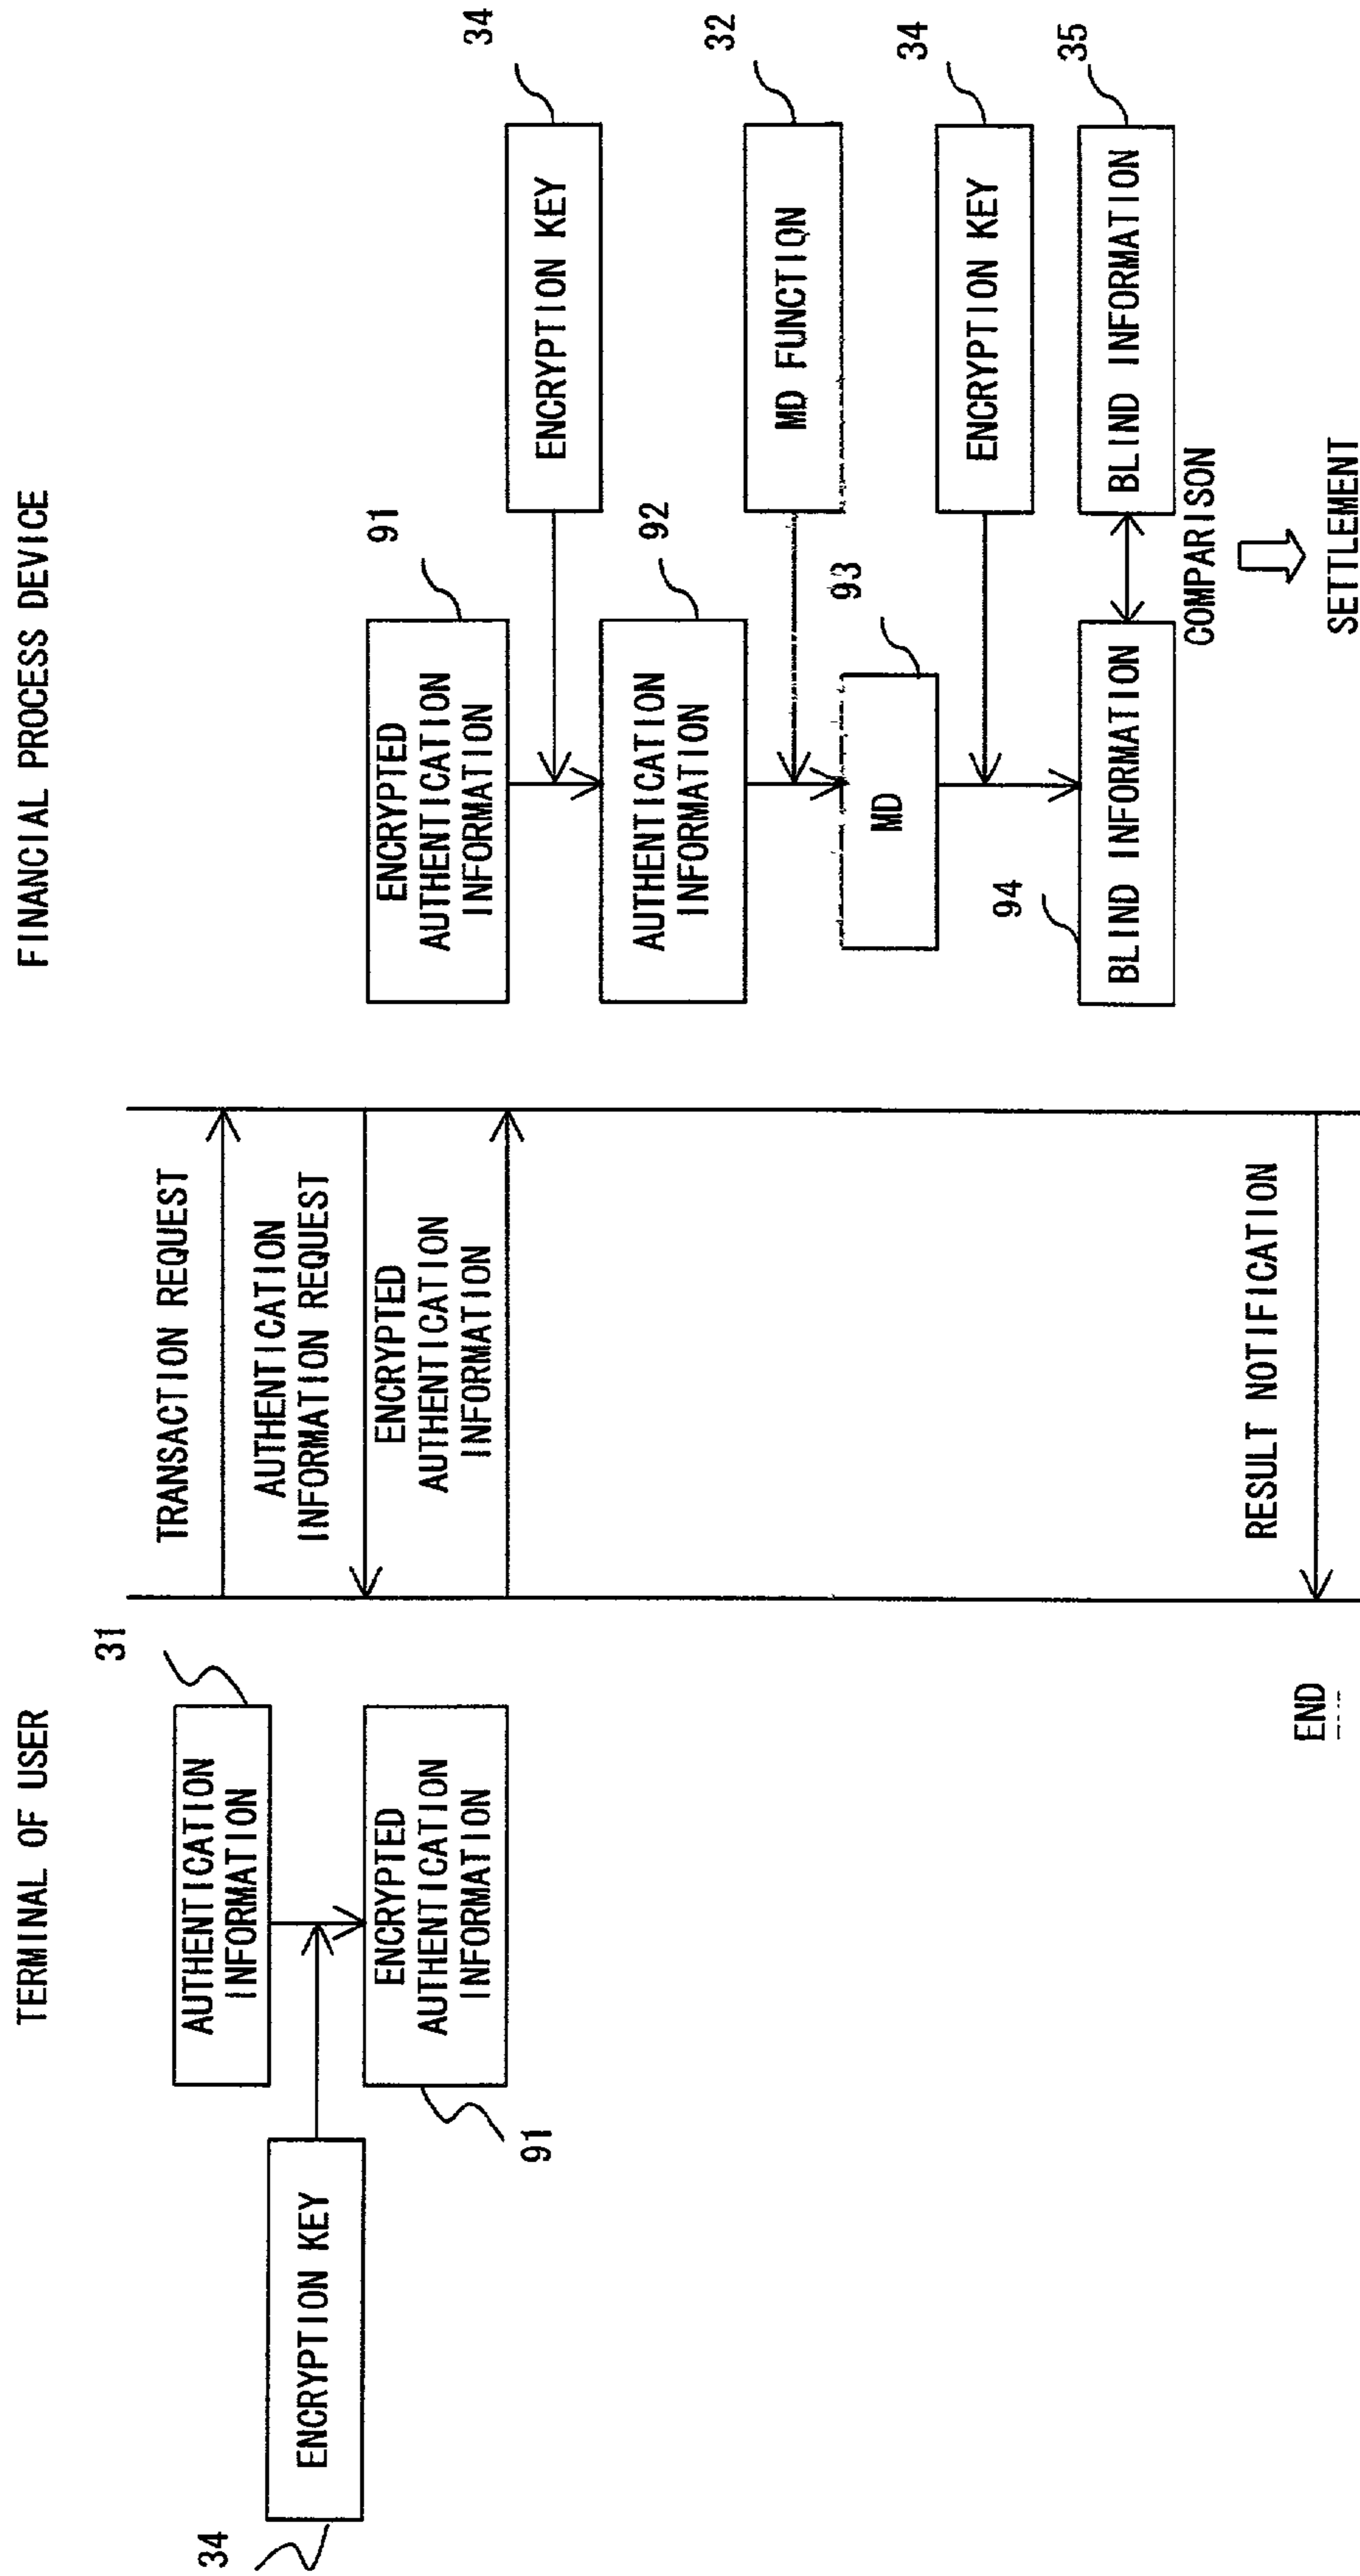 TERMINAL OF USER
FINANCIAL PROCESS DEVICE
31
AUTHENTICATION
INFORMATION
34
ENCRYPTION KEY
ENCRYPTED
AUTHENTICATION
INFORMATION
91
TRANSACTION REQUEST
AUTHENTICATION
INFORMATION REQUEST
ENCRYPTED
AUTHENTICATION
INFORMATION
91
ENCRYPTED
AUTHENTICATION
INFORMATION
34
ENCRYPTION KEY
92
AUTHENTICATION
INFORMATION
32
MD FUNCTION
93
MD
34
ENCRYPTION KEY
94
BLIND INFORMATION
35
BLIND INFORMATION
COMPARISON
SETTLEMENT
RESULT NOTIFICATION
END